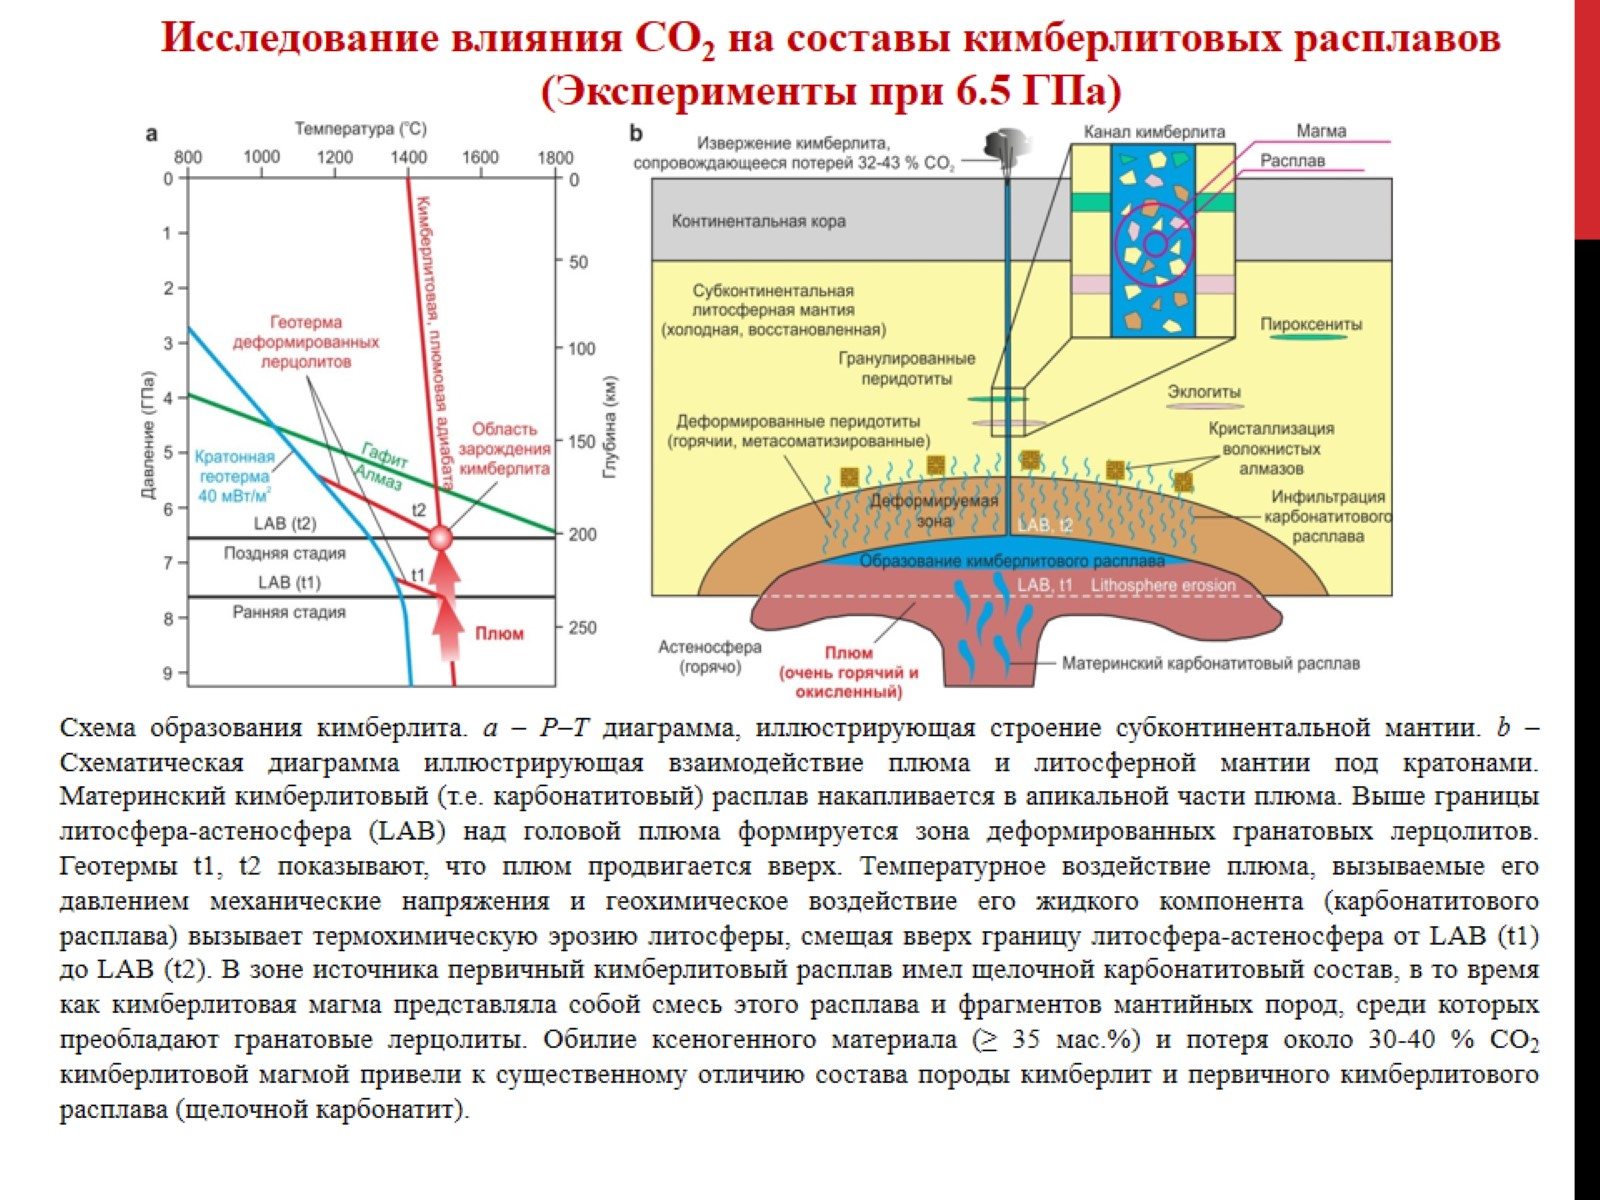 Исследование влияния CO₂ на составы кимберлитовых расплавов
(Эксперименты при 6.5 ГПа)
a
Температура (°C)
800 1000 1200 1400 1600 1800
0
1
2
3
4
5
6
7
8
9
Давление (ГПа)
0
50
100
150
200
250
Глубина (км)
Кимберлитовая, плюмовая адиабата
Геотерма
деформированных
лерцолитов
Гафит
Алмаз
Область
зарождения
кимберлита
Кратонная
геотерма
40 мВт/м²
t2
LAB (t2)
Поздняя стадия
LAB (t1)
t1
Ранняя стадия
Плюм
b
Извержение кимберлита,
сопровождающееся потерей 32-43 % CO₂
Канал кимберлита
Магма
Расплав
Континентальная кора
Субконтинентальная
литосферная мантия
(холодная, восстановленная)
Пироксениты
Гранулированные
перидотиты
Эклогиты
Деформированные перидотиты
(горячии, метасоматизированные)
Кристаллизация
волокнистых
алмазов
Деформируемая
зона
LAB, t2
Инфильтрация
карбонатитового
расплава
Образование кимберлитового расплава
LAB, t1 Lithosphere erosion
Астеносфера
(горячо)
Плюм
(очень горячий и
окисленный)
Материнский карбонатитовый расплав
Схема образования кимберлита. a – P–T диаграмма, иллюстрирующая строение субконтинентальной мантии. b –
Схематическая диаграмма иллюстрирующая взаимодействие плюма и литосферной мантии под кратонами.
Материнский кимберлитовый (т.е. карбонатитовый) расплав накапливается в апикальной части плюма. Выше границы
литосфера-астеносфера (LAB) над головой плюма формируется зона деформированных гранатовых лерцолитов.
Геотермы t1, t2 показывают, что плюм продвигается вверх. Температурное воздействие плюма, вызываемые его
давлением механические напряжения и геохимическое воздействие его жидкого компонента (карбонатитового
расплава) вызывает термохимическую эрозию литосферы, смещая вверх границу литосфера-астеносфера от LAB (t1)
до LAB (t2). В зоне источника первичный кимберлитовый расплав имел щелочной карбонатитовый состав, в то время
как кимберлитовая магма представляла собой смесь этого расплава и фрагментов мантийных пород, среди которых
преобладают гранатовые лерцолиты. Обилие ксеногенного материала (≥ 35 мас.%) и потеря около 30-40 % CO₂
кимберлитовой магмой привели к существенному отличию состава породы кимберлит и первичного кимберлитового
расплава (щелочной карбонатит).